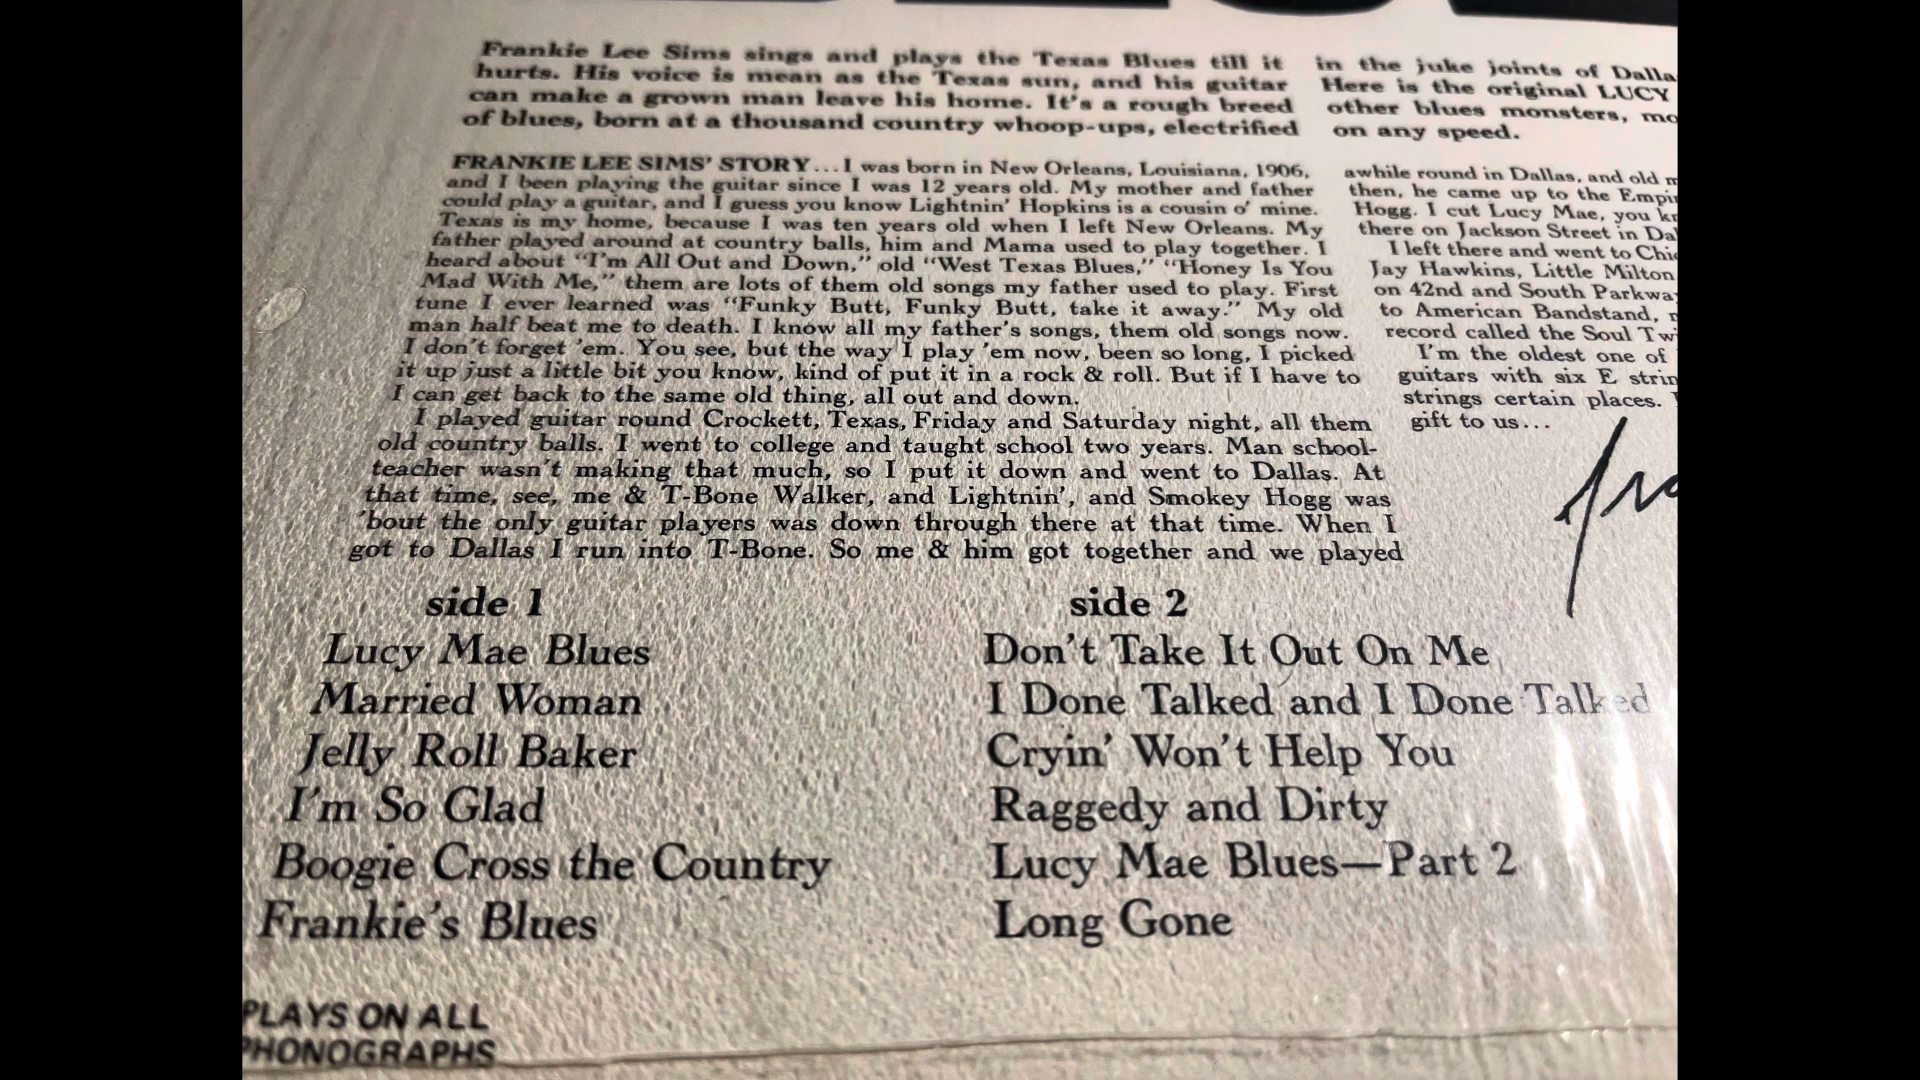 Frankie Lee Sims sings and plays the Texas Blues till it
hurts. His voice is mean as the Texas sun, and his guitar
can make a grown man leave his home. It's a rough breed
of blues, born at a thousand country whoop-ups, electrified
in the juke joints of
Here is the original LUCY
other blues monsters,
on any speed.
FRANKIE LEE SIMS' STORY...I was born in New Orleans, Louisiana, 1906,
and I been playing the guitar since I was 12 years old. My mother and father
could play a guitar, and I guess you know Lightnin' Hopkins is a cousin o' mine.
Texas is my home, because I was ten years old when I left New Orleans. My
father played around at country balls, him and Mama used to play together. I
heard about "I'm All Out and Down," old "West Texas Blues," "Honey Is You
Mad With Me," them are lots of them old songs my father used to play. First
tune I ever learned was "Funky Butt, Funky Butt, take it away." My old
man half beat me to death. I know all my father's songs, them old songs now.
I don't forget 'em. You see, but the way I play 'em now, been so long, I picked
it up just a little bit you know, kind of put it in a rock & roll. But if I have to
I can get back to the same old thing, all out and down.
I played guitar round Crockett, Texas, Friday and Saturday night, all them
old country balls. I went to college and taught school two years. Man school-
teacher wasn't making that much, so I put it down and went to Dallas. At
that time, see, me & T-Bone Walker, and Lightnin', and Smokey Hogg was
'bout the only guitar players was down through there at that time. When I
got to Dallas I run into T-Bone. So me & him got together and we played
awhile round in Dallas, and old
then, he came up to the
Hogg. I cut Lucy Mae, you
there on Jackson Street in
I left there and went to
Jay Hawkins, Little Milton
on 42nd and South
to American Bandstand,
record called the Soul
I'm the oldest one of
guitars with six E
strings certain places.
gift to us...
side 1
Lucy Mae Blues
Married Woman
Jelly Roll Baker
I'm So Glad
Boogie Cross the Country
Frankie's Blues
side 2
Don't Take It Out On Me
I Done Talked and I Done Talked
Cryin' Won't Help You
Raggedy and Dirty
Lucy Mae Blues—Part 2
Long Gone
PLAYS ON ALL
PHONOGRAPHS